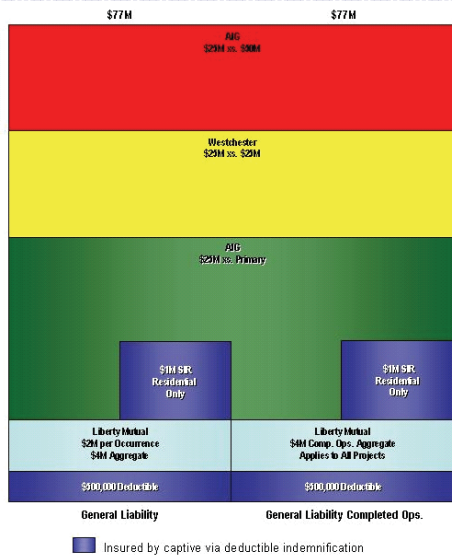 $77M $77M
AIG
$25M xs. $50M
Westchester
$25M xs. $25M
AIG
$25M xs. Primary
$1M SIR
Residential
Only
$1M SIR
Residential
Only
Liberty Mutual
$2M per Occurrence
$4M Aggregate
Liberty Mutual
$4M Comp. Ops. Aggregate
Applies to All Projects
$500,000 Deductible
$500,000 Deductible
General Liability
General Liability Completed Ops.
Insured by captive via deductible indemnification